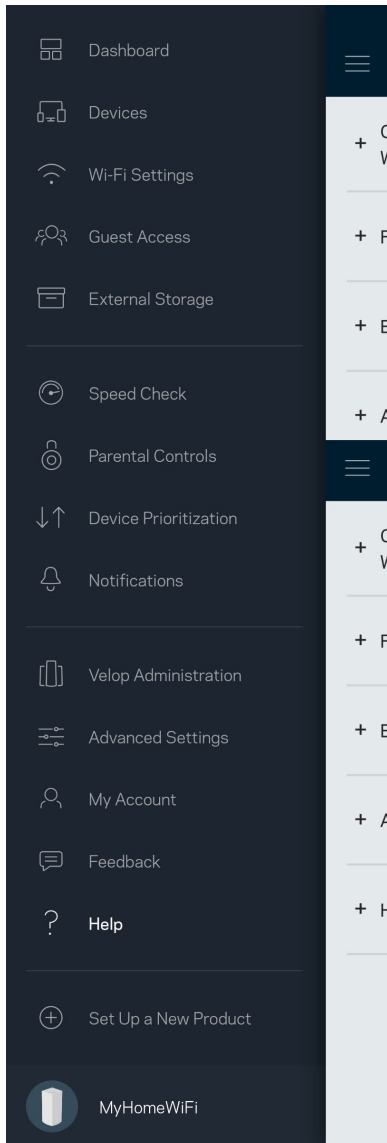 Dashboard
Devices
Wi-Fi Settings
Guest Access
External Storage
Speed Check
Parental Controls
Device Prioritization
Notifications
Velop Administration
Advanced Settings
My Account
Feedback
Help
Set Up a New Product
MyHomeWiFi